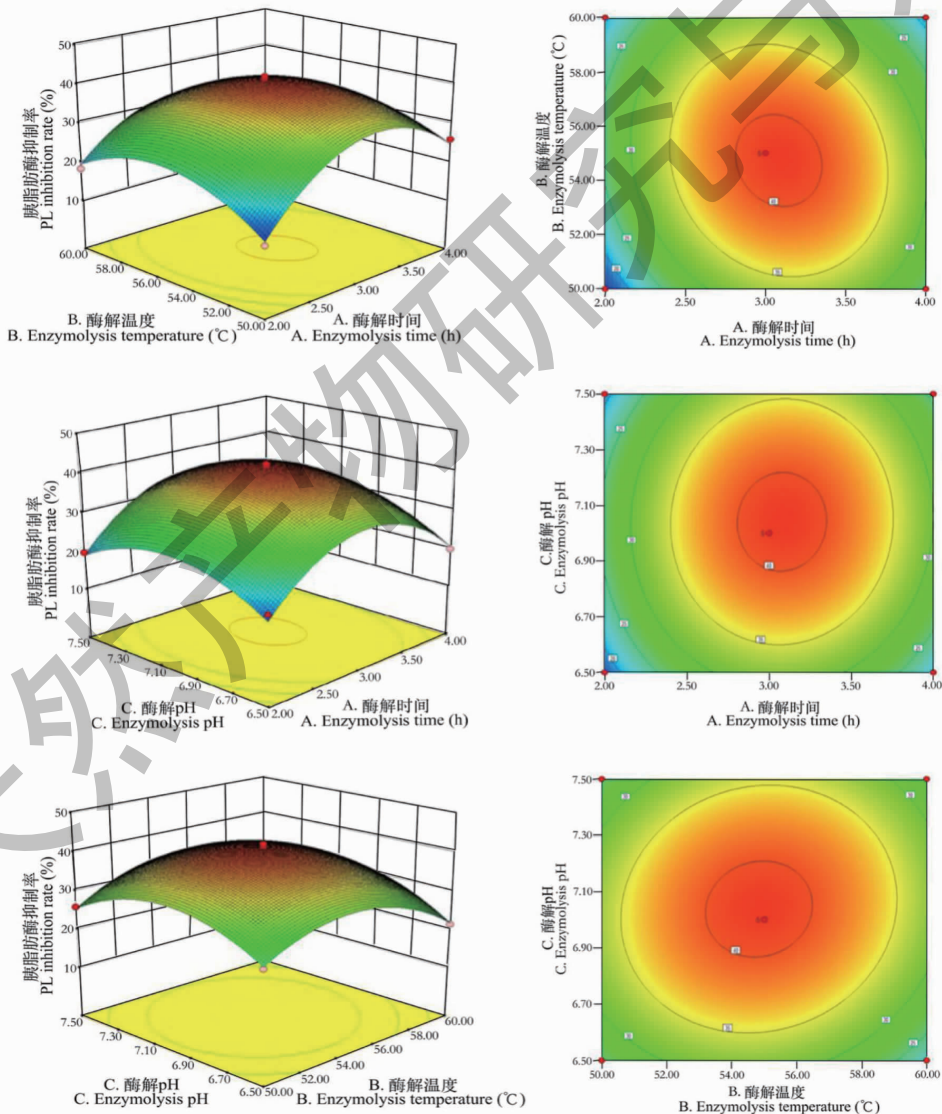 50
40
30
20
10
胰脂肪酶抑制率
PL inhibition rate (%)
60.00
58.00
56.00
54.00
52.00
50.00
2.00
2.50
3.00
3.50
4.00
B. 酶解温度
B. Enzymolysis temperature (℃)
A. 酶解时间
A. Enzymolysis time (h)
60.00
58.00
56.00
54.00
52.00
50.00
B. 酶解温度
B. Enzymolysis temperature (℃)
2.00
2.50
3.00
3.50
4.00
A. 酶解时间
A. Enzymolysis time (h)
50
40
30
20
10
胰脂肪酶抑制率
PL inhibition rate (%)
7.50
7.30
7.10
6.90
6.70
6.50
2.00
2.50
3.00
3.50
4.00
C. 酶解pH
C. Enzymolysis pH
A. 酶解时间
A. Enzymolysis time (h)
7.50
7.30
7.10
6.90
6.70
6.50
C.酶解 pH
C. Enzymolysis pH
2.00
2.50
3.00
3.50
4.00
A. 酶解时间
A. Enzymolysis time (h)
50
40
30
20
10
胰脂肪酶抑制率
PL inhibition rate (%)
7.50
7.30
7.10
6.90
6.70
6.50
50.00
52.00
54.00
56.00
58.00
60.00
C. 酶解pH
C. Enzymolysis pH
B. 酶解温度
B. Enzymolysis temperature (℃)
7.50
7.30
7.10
6.90
6.70
6.50
C. 酶解pH
C. Enzymolysis pH
50.00
52.00
54.00
56.00
58.00
60.00
B. 酶解温度
B. Enzymolysis temperature (℃)
然产物研究与